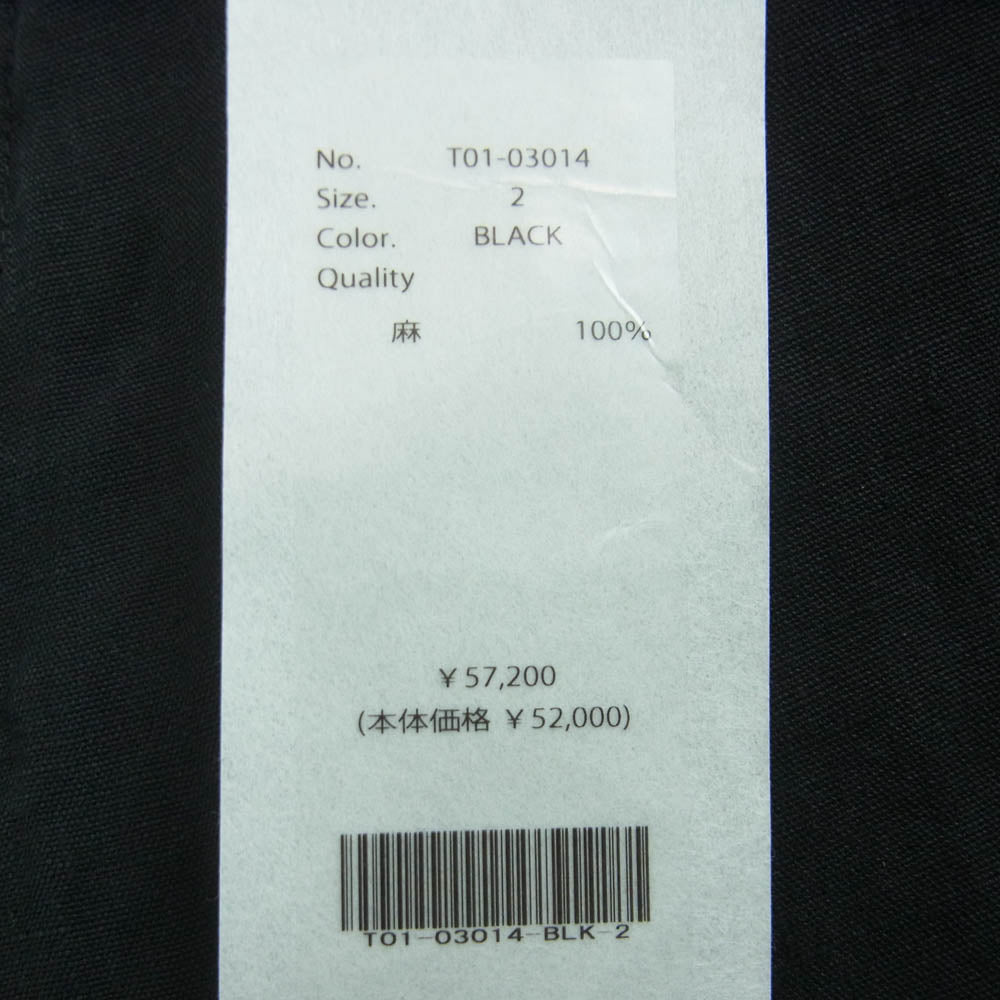 No. T01-03014
Size. 2
Color. BLACK
Quality
麻 100%
¥ 57,200
(本体価格 ¥ 52,000)
T01-03014-BLK-2